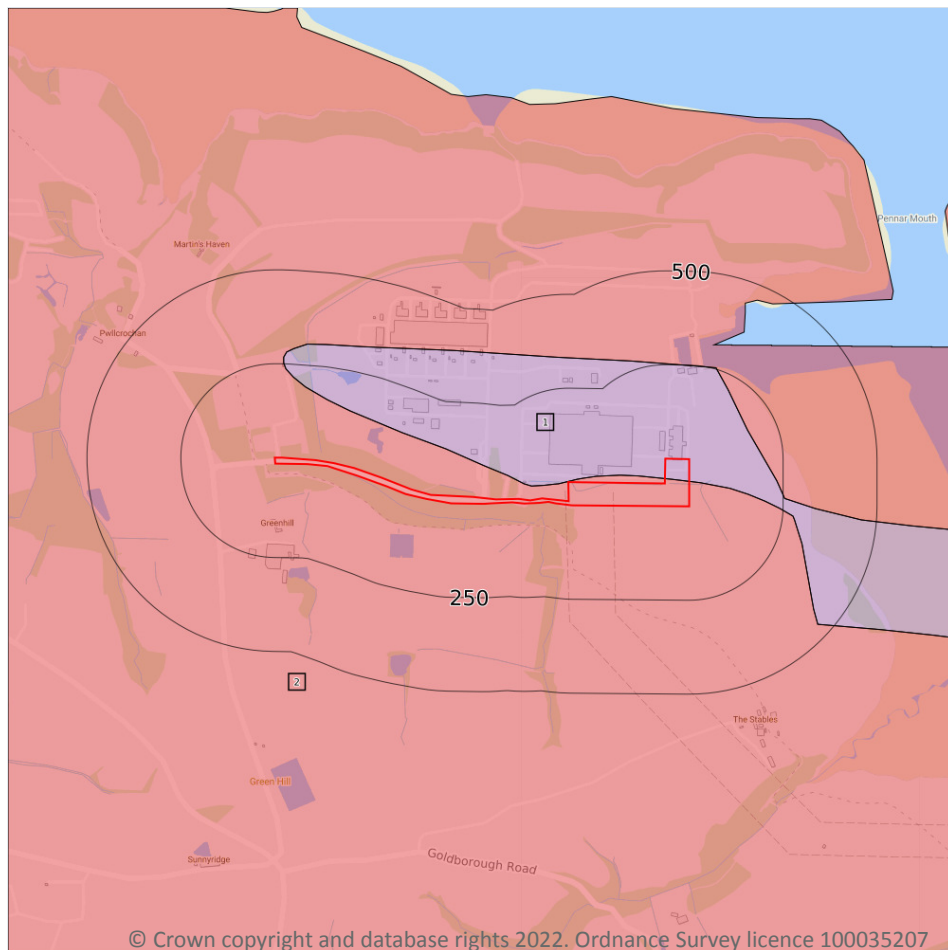 Pennar Mouth
Martin's Haven
500
Pwllcrochan
1
Greenhill
250
2
The Stables
Green Hill
Sunnyridge
Goldborough Road
© Crown copyright and database rights 2022. Ordnance Survey licence 100035207